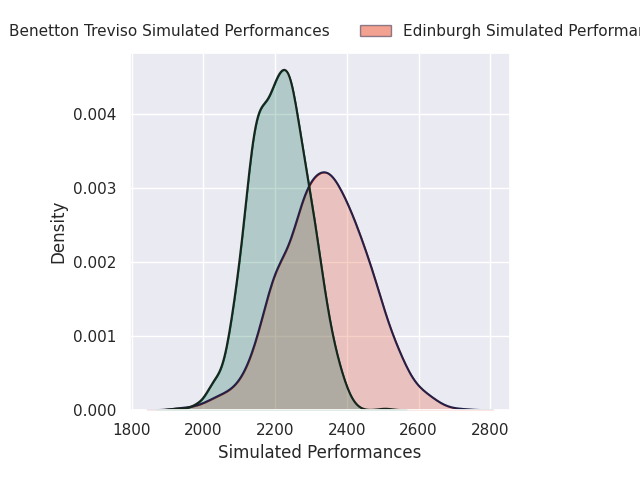 Benetton Treviso Simulated Performances
Edinburgh Simulated
Density
0.004
0.003
0.002
0.001
0.000
1800 2000 2200 2400 2600 2800
Simulated Performances